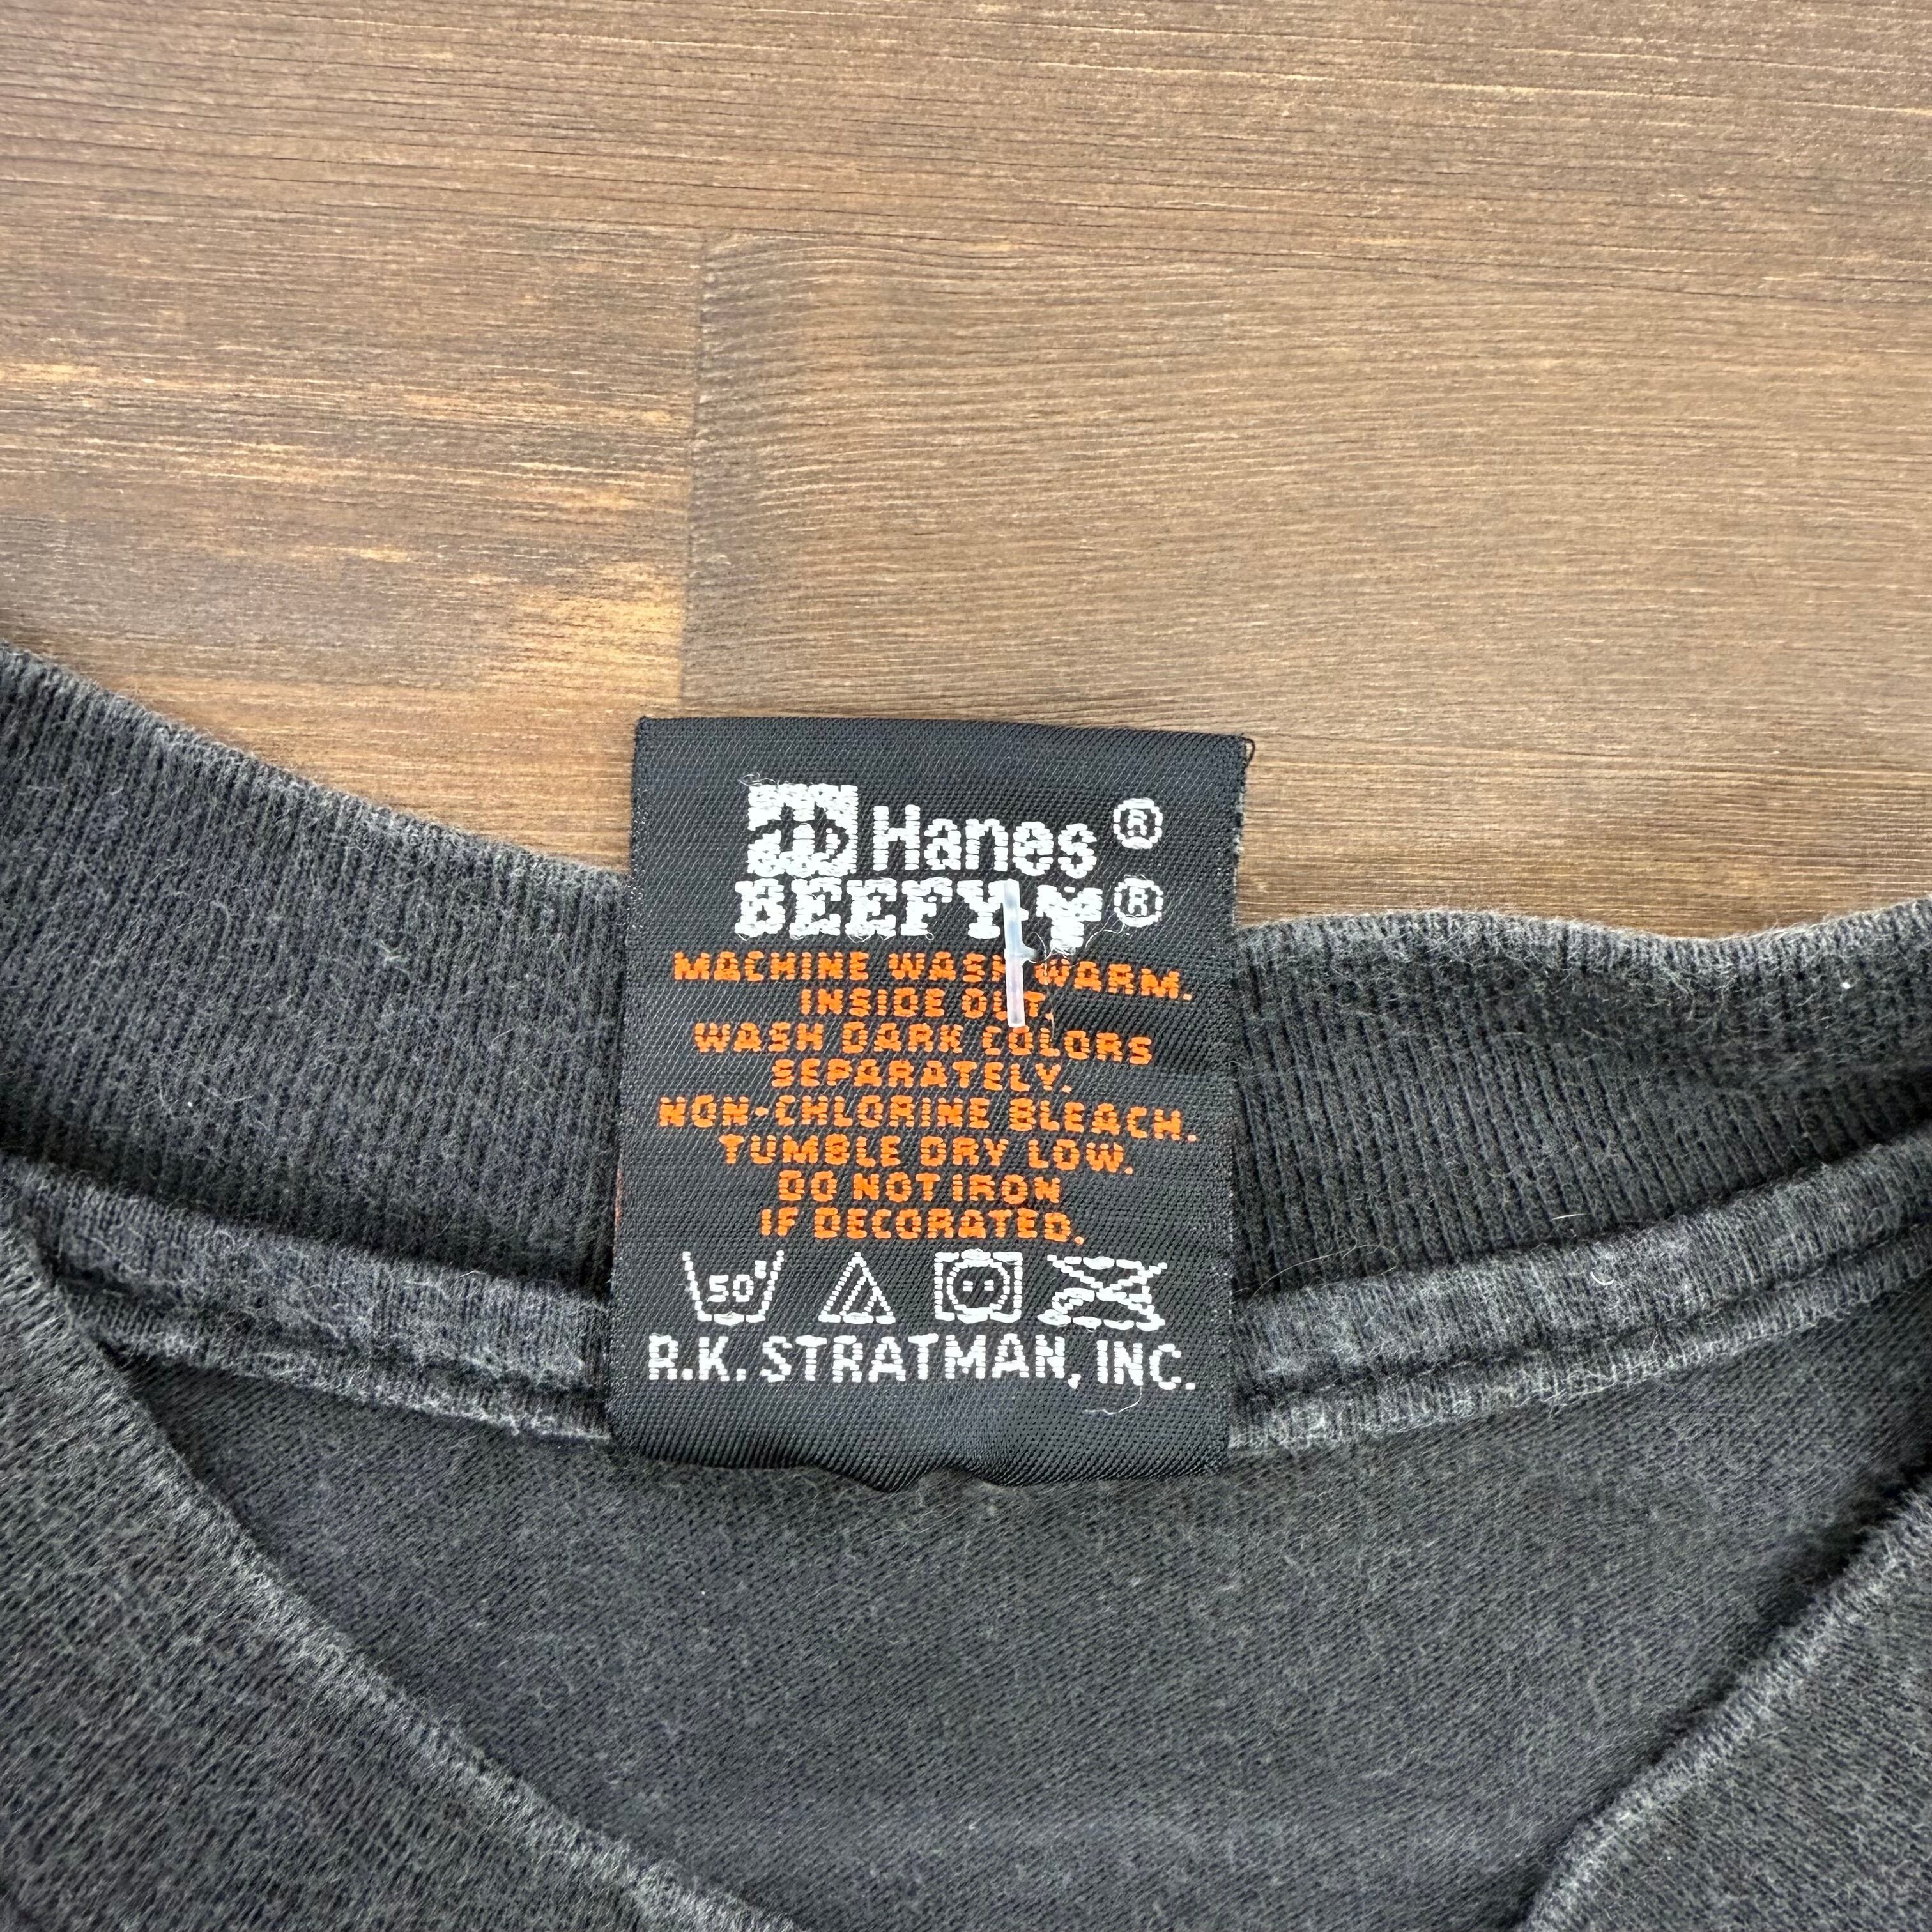 Hanes ®
BEEFY-T ®
MACHINE WASH WARM.
INSIDE OUT.
WASH DARK COLORS
SEPARATELY.
NON-CHLORINE BLEACH.
TUMBLE DRY LOW.
DO NOT IRON
IF DECORATED.
50°
R.K. STRATMAN, INC.